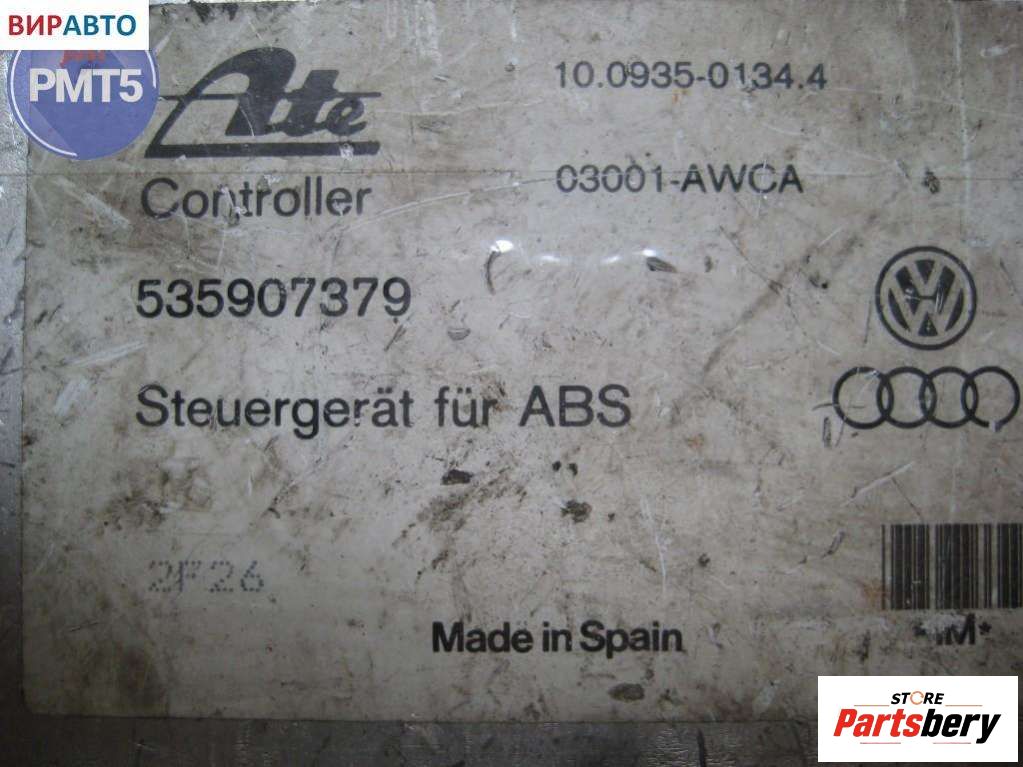 ВИРАВТО
PMT5
Ate
10.0935-0134.4
Controller
03001-AWCA
535907379
Steuergerät für ABS
2F26
Made in Spain
STORE
Partsbery